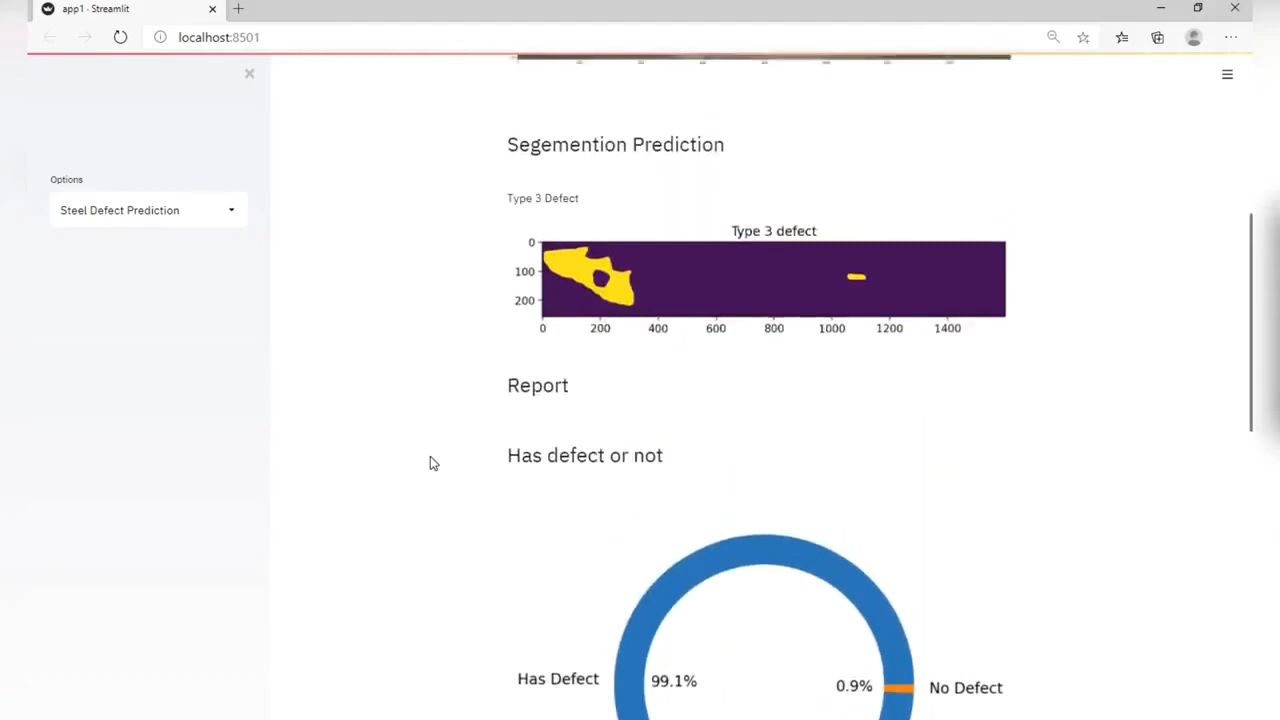 app1 · Streamlit
localhost:8501
Options
Steel Defect Prediction
Segemention Prediction
Type 3 Defect
Type 3 defect
0
100
200
0 200 400 600 800 1000 1200 1400
Report
Has defect or not
Has Defect 99.1% 0.9% No Defect